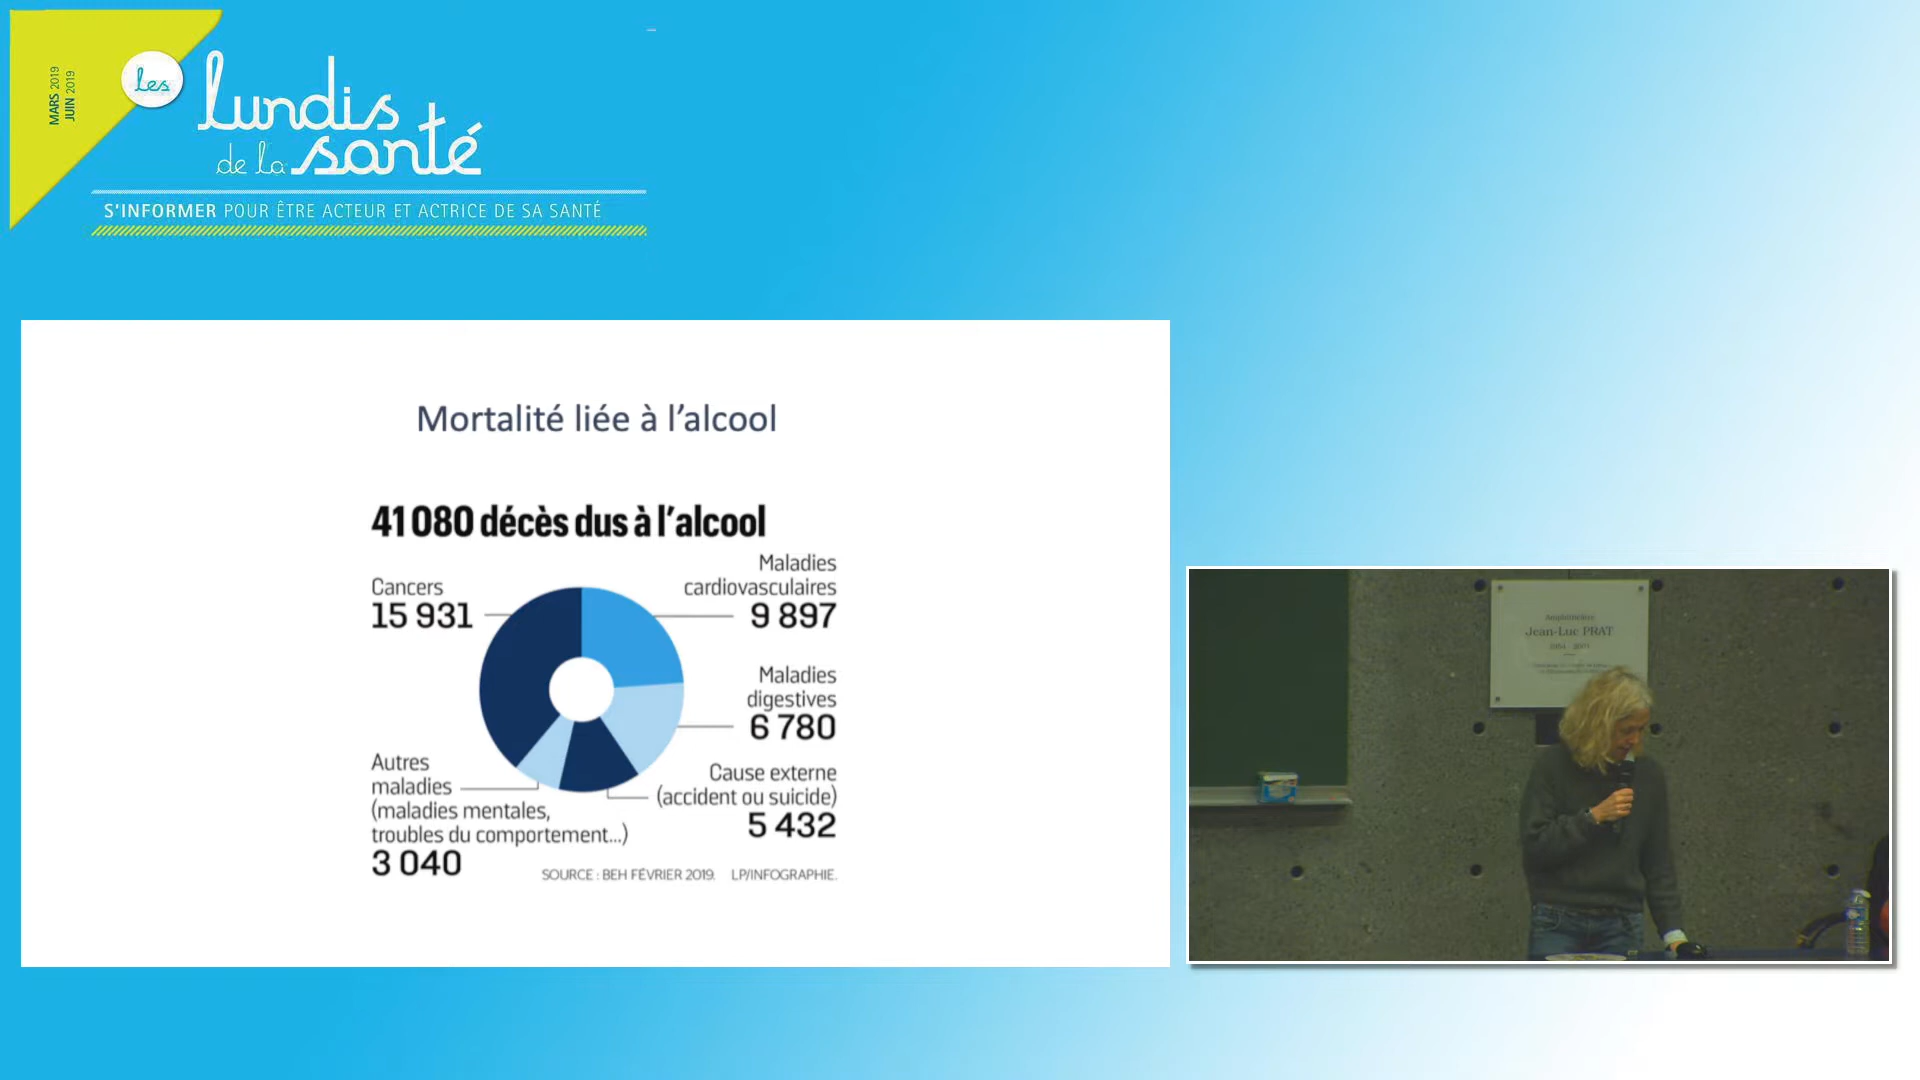 MARS 2019
JUIN 2019
les
lundis
de la santé
S'INFORMER POUR ÊTRE ACTEUR ET ACTRICE DE SA SANTÉ
Mortalité liée à l'alcool
41 080 décès dus à l'alcool
Cancers
15 931
Maladies
cardiovasculaires
9 897
Maladies
digestives
6 780
Cause externe
(accident ou suicide)
5 432
Autres
maladies
(maladies mentales,
troubles du comportement...)
3 040
SOURCE : BEH FÉVRIER 2019. LP/INFOGRAPHIE.
Amphithéâtre
Jean-Luc PRAT